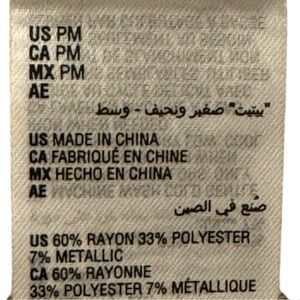 US PM
CA PM
MX PM
AE
"بيتيت" صغير ونحيف - وسط
US MADE IN CHINA
CA FABRIQUÉ EN CHINE
MX HECHO EN CHINA
AE
صُنع في الصين
US 60% RAYON 33% POLYESTER
7% METALLIC
CA 60% RAYONNE
33% POLYESTER 7% METALLIQUE